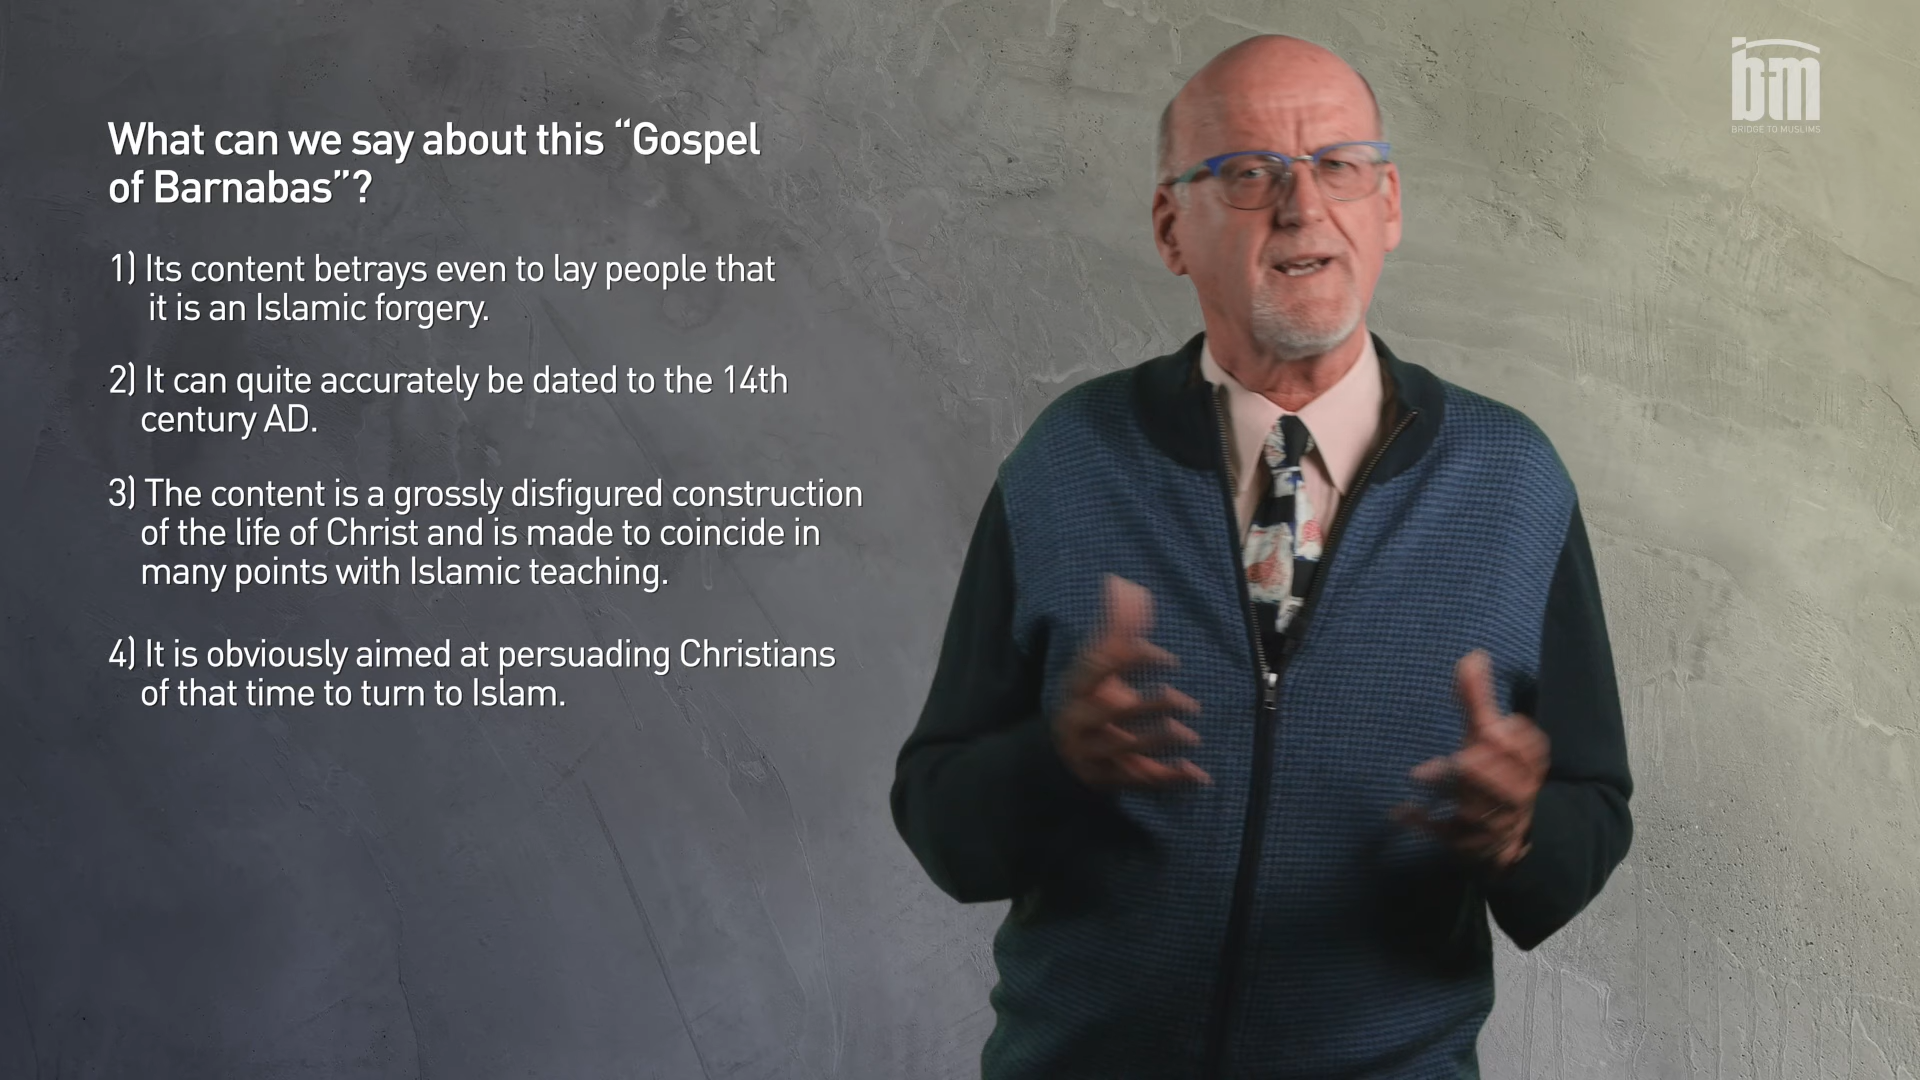 What can we say about this “Gospel
of Barnabas”?
1) Its content betrays even to lay people that
it is an Islamic forgery.
2) It can quite accurately be dated to the 14th
century AD.
3) The content is a grossly disfigured construction
of the life of Christ and is made to coincide in
many points with Islamic teaching.
4) It is obviously aimed at persuading Christians
of that time to turn to Islam.
btm
BRIDGE TO MUSLIMS